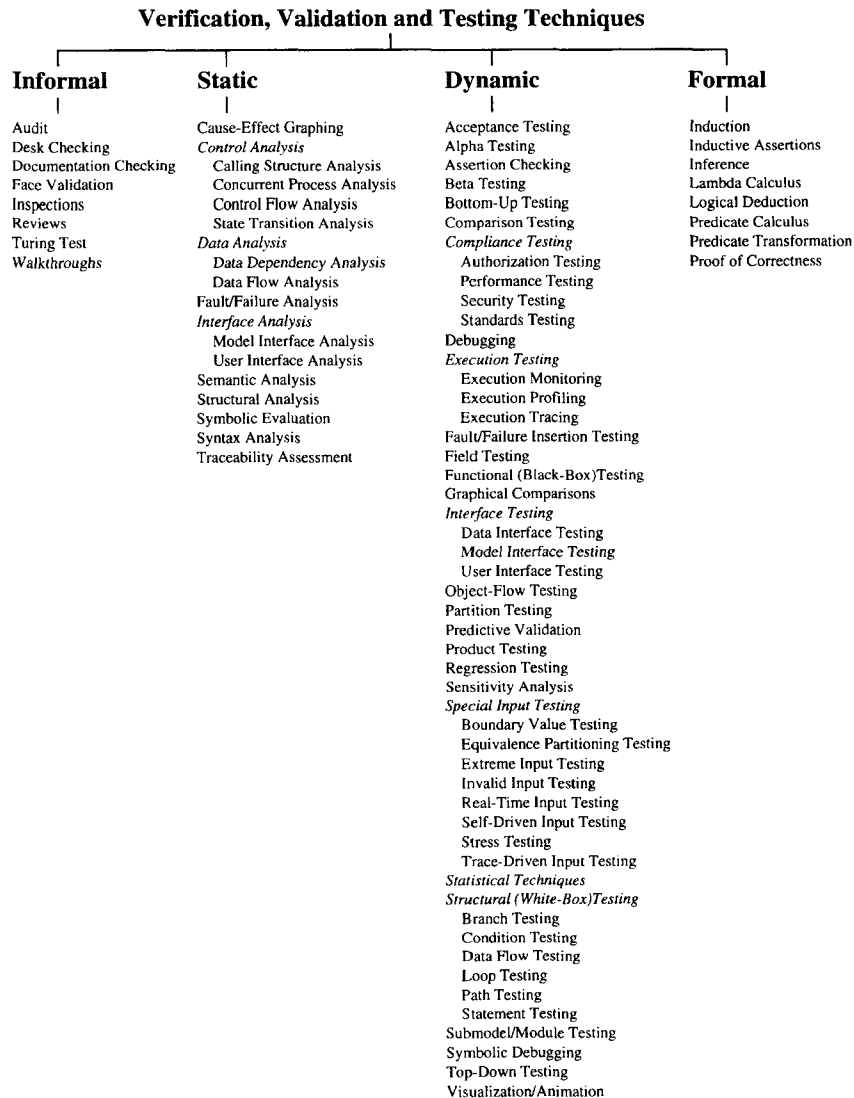 Verification, Validation and Testing Techniques
Informal
Audit
Desk Checking
Documentation Checking
Face Validation
Inspections
Reviews
Turing Test
Walkthroughs
Static
Cause-Effect Graphing
Control Analysis
Calling Structure Analysis
Concurrent Process Analysis
Control Flow Analysis
State Transition Analysis
Data Analysis
Data Dependency Analysis
Data Flow Analysis
Fault/Failure Analysis
Interface Analysis
Model Interface Analysis
User Interface Analysis
Semantic Analysis
Structural Analysis
Symbolic Evaluation
Syntax Analysis
Traceability Assessment
Dynamic
Acceptance Testing
Alpha Testing
Assertion Checking
Beta Testing
Bottom-Up Testing
Comparison Testing
Compliance Testing
Authorization Testing
Performance Testing
Security Testing
Standards Testing
Debugging
Execution Testing
Execution Monitoring
Execution Profiling
Execution Tracing
Fault/Failure Insertion Testing
Field Testing
Functional (Black-Box)Testing
Graphical Comparisons
Interface Testing
Data Interface Testing
Model Interface Testing
User Interface Testing
Object-Flow Testing
Partition Testing
Predictive Validation
Product Testing
Regression Testing
Sensitivity Analysis
Special Input Testing
Boundary Value Testing
Equivalence Partitioning Testing
Extreme Input Testing
Invalid Input Testing
Real-Time Input Testing
Self-Driven Input Testing
Stress Testing
Trace-Driven Input Testing
Statistical Techniques
Structural (White-Box)Testing
Branch Testing
Condition Testing
Data Flow Testing
Loop Testing
Path Testing
Statement Testing
Submodel/Module Testing
Symbolic Debugging
Top-Down Testing
Visualization/Animation
Formal
Induction
Inductive Assertions
Inference
Lambda Calculus
Logical Deduction
Predicate Calculus
Predicate Transformation
Proof of Correctness